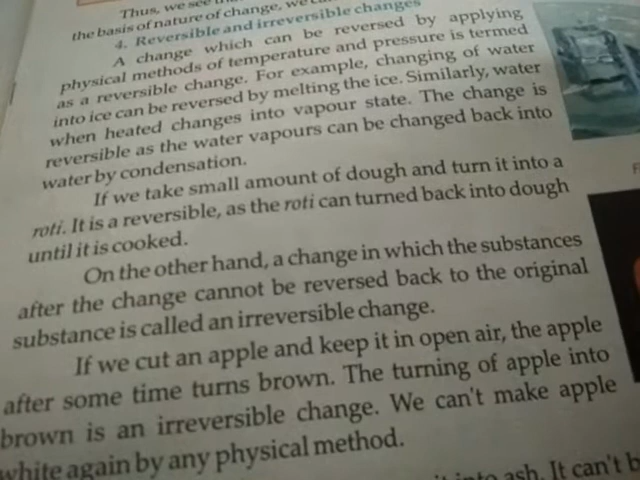 Thus, we see
the basis of nature of change, we
4. Reversible and irreversible changes
A change which can be reversed by applying
physical methods of temperature and pressure is termed
as a reversible change. For example, changing of water
into ice can be reversed by melting the ice. Similarly, water
when heated changes into vapour state. The change is
reversible as the water vapours can be changed back into
water by condensation.
If we take small amount of dough and turn it into a
roti. It is a reversible, as the roti can turned back into dough
until it is cooked.
On the other hand, a change in which the substances
after the change cannot be reversed back to the original
substance is called an irreversible change.
If we cut an apple and keep it in open air, the apple
after some time turns brown. The turning of apple into
brown is an irreversible change. We can't make apple
white again by any physical method.
it into ash. It can't b